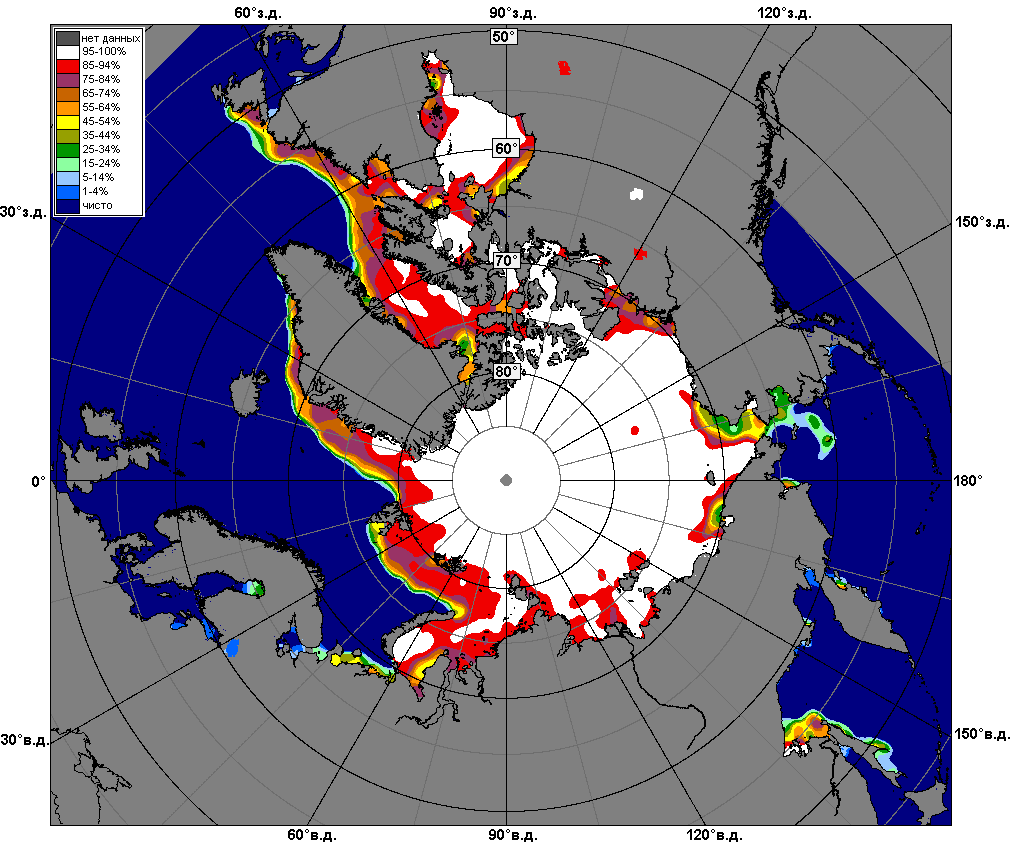 60°з.д.
90°з.д.
120°з.д.
50°
нет данных
95-100%
85-94%
75-84%
65-74%
55-64%
45-54%
35-44%
25-34%
15-24%
5-14%
1-4%
чисто
60°
30°з.д.
150°з.д.
70°
80°
0°
180°
30°в.д.
150°в.д.
60°в.д.
90°в.д.
120°в.д.